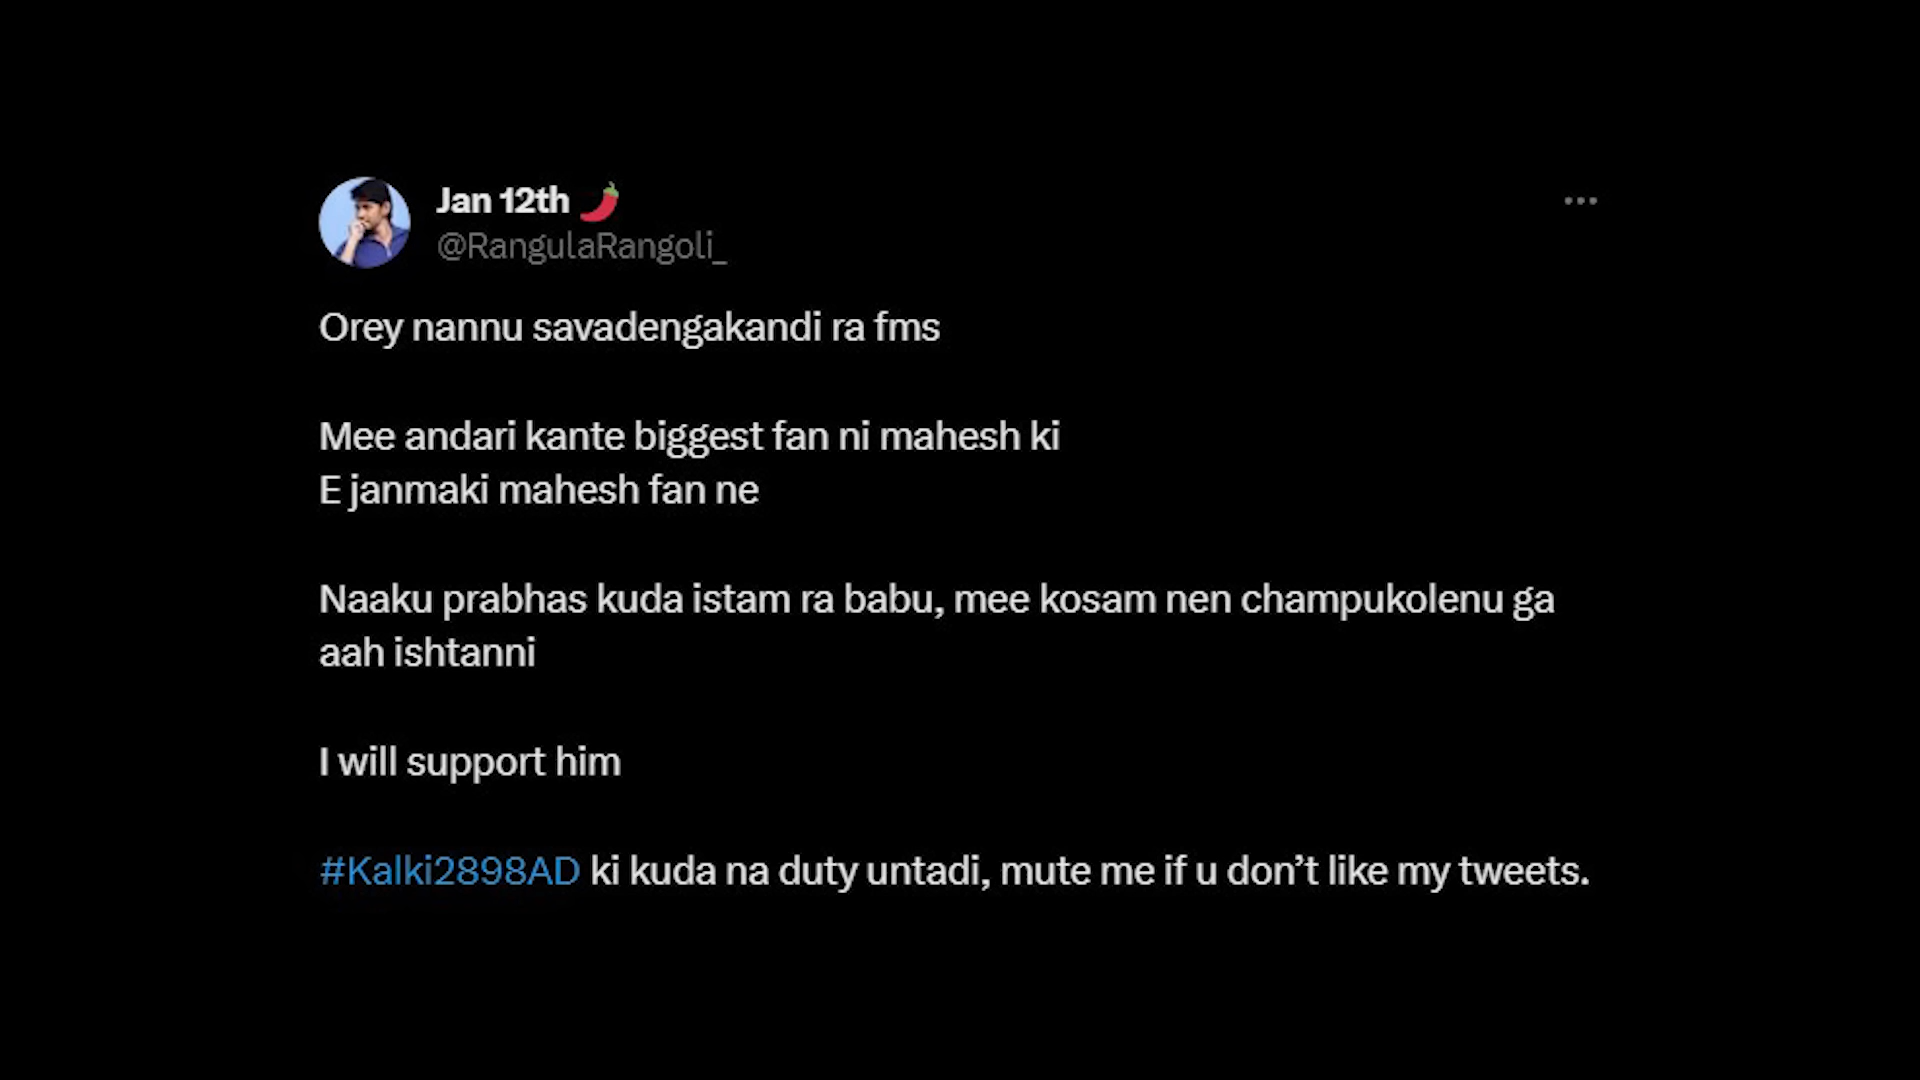 Jan 12th 🌶️
@RangulaRangoli_
Orey nannu savadengakandi ra fms
Mee andari kante biggest fan ni mahesh ki
E janmaki mahesh fan ne
Naaku prabhas kuda istam ra babu, mee kosam nen champukolenu ga
aah ishtanni
I will support him
#Kalki2898AD ki kuda na duty untadi, mute me if u don’t like my tweets.